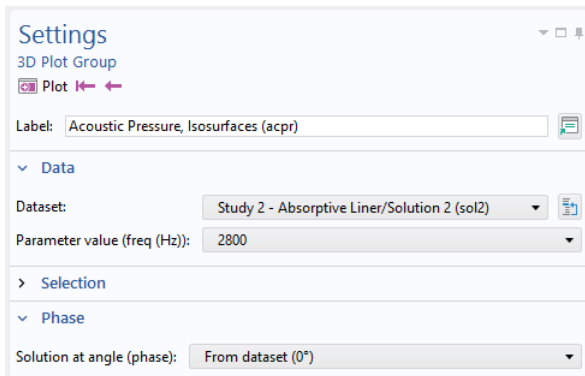 Settings
3D Plot Group
Plot
Label: Acoustic Pressure, Isosurfaces (acpr)
Data
Dataset: Study 2 - Absorptive Liner/Solution 2 (sol2)
Parameter value (freq (Hz)): 2800
Selection
Phase
Solution at angle (phase): From dataset (0°)